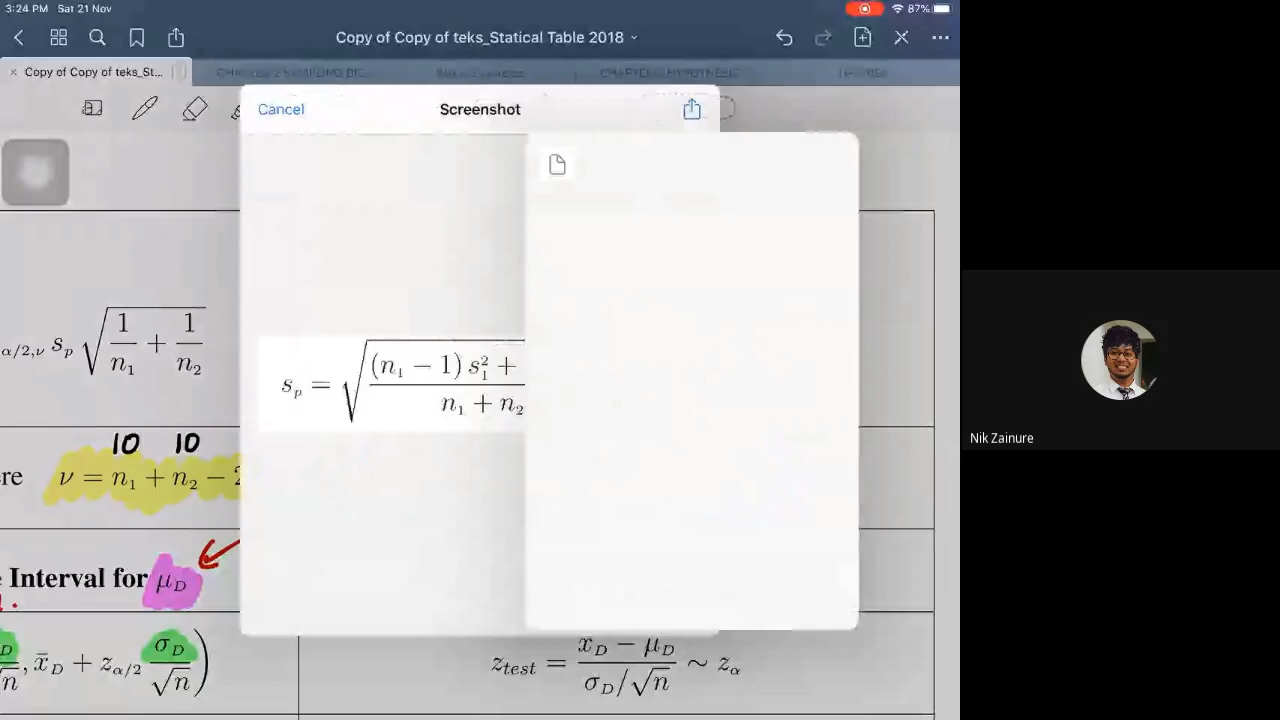 3:24 PM Sat 21 Nov 87%
Copy of Copy of teks_Statical Table 2018
× Copy of Copy of teks_St...
Cancel Screenshot
α/2,ν s_p √(1/n₁ + 1/n₂)
s_p = √((n₁ − 1) s₁² + / n₁ + n₂
10 10
ere ν = n₁ + n₂ − 2
Nik Zainure
e Interval for μ_D
D/√n, x̄_D + z_{α/2} σ_D/√n)
z_test = (x̄_D − μ_D)/(σ_D/√n) ∼ z_α